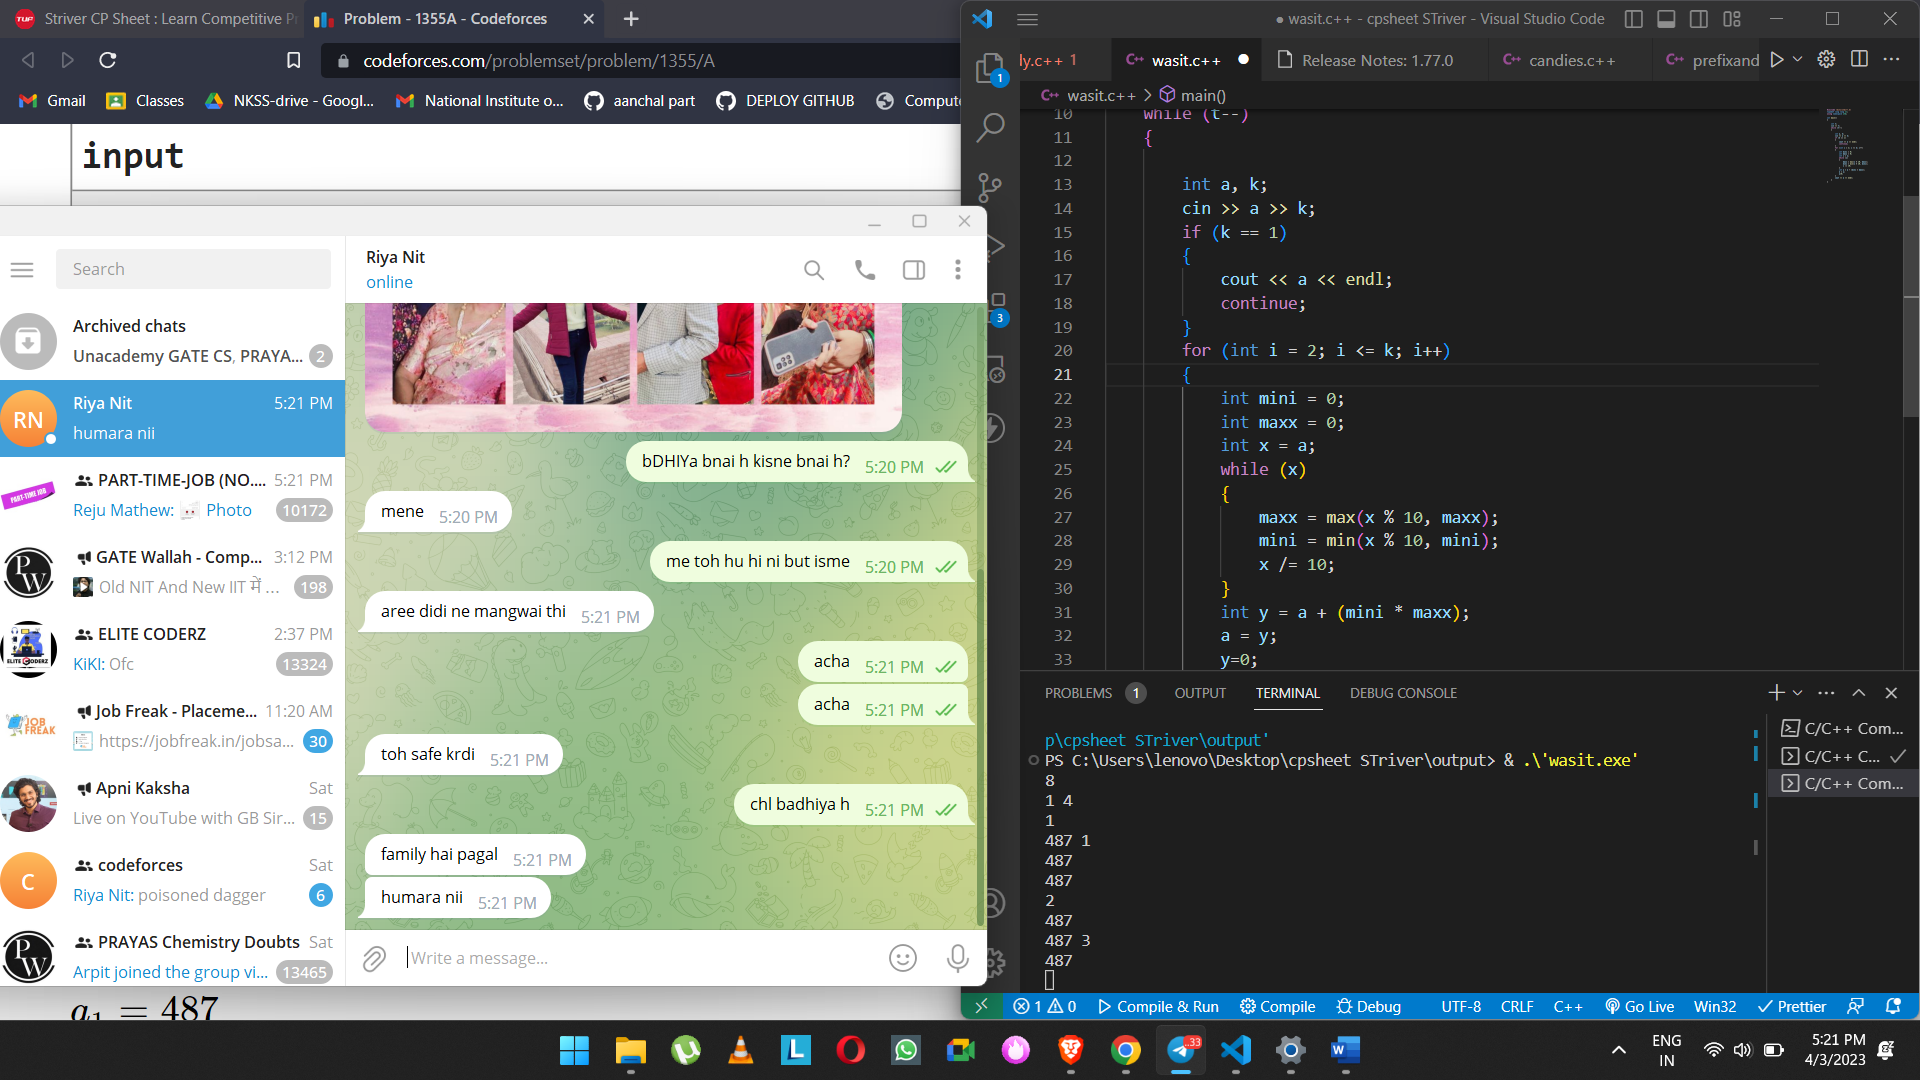 Striver CP Sheet : Learn Competitive Pr
Problem - 1355A - Codeforces
codeforces.com/problemset/problem/1355/A
Gmail
Classes
NKSS-drive - Googl...
National Institute o...
aanchal part
DEPLOY GITHUB
Compute
input
Search
Archived chats
Unacademy GATE CS, PRAYA... 2
Riya Nit 5:21 PM
RN
humara nii
PART-TIME-JOB (NO.... 5:21 PM
PART-TIME JOB
Reju Mathew: Photo 10172
GATE Wallah - Comp... 3:12 PM
PW
Old NIT And New IIT में ... 198
ELITE CODERZ 2:37 PM
ELITE CODERZ
KiKI: Ofc 13324
Job Freak - Placeme... 11:20 AM
JOB FREAK
https://jobfreak.in/jobsa... 30
Apni Kaksha Sat
Live on YouTube with GB Sir... 15
codeforces Sat
C
Riya Nit: poisoned dagger 6
PRAYAS Chemistry Doubts Sat
PW
Arpit joined the group vi... 13465
Riya Nit
online
bDHIYa bnai h kisne bnai h? 5:20 PM
mene 5:20 PM
me toh hu hi ni but isme 5:20 PM
aree didi ne mangwai thi 5:21 PM
acha 5:21 PM
acha 5:21 PM
toh safe krdi 5:21 PM
chl badhiya h 5:21 PM
family hai pagal 5:21 PM
humara nii 5:21 PM
Write a message...
a₁ = 487
● wasit.c++ - cpsheet STriver - Visual Studio Code
ly.c++ 1
wasit.c++
Release Notes: 1.77.0
candies.c++
prefixand
wasit.c++ > main()
1
3
10 while (t--)
11 {
12
13 int a, k;
14 cin >> a >> k;
15 if (k == 1)
16 {
17 cout << a << endl;
18 continue;
19 }
20 for (int i = 2; i <= k; i++)
21 {
22 int mini = 0;
23 int maxx = 0;
24 int x = a;
25 while (x)
26 {
27 maxx = max(x % 10, maxx);
28 mini = min(x % 10, mini);
29 x /= 10;
30 }
31 int y = a + (mini * maxx);
32 a = y;
33 y=0;
PROBLEMS 1 OUTPUT TERMINAL DEBUG CONSOLE
p\cpsheet STriver\output'
PS C:\Users\lenovo\Desktop\cpsheet STriver\output> & .\'wasit.exe'
8
1 4
1
487 1
487
487
2
487
487 3
487
C/C++ Com...
C/C++ C...
C/C++ Com...
1 0 Compile & Run Compile Debug UTF-8 CRLF C++ Go Live Win32 Prettier
33
ENG
IN
5:21 PM
4/3/2023